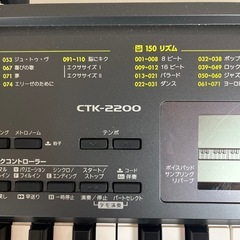 053 ジュ・トゥ・ヴ
067 喜びの歌
070 夢
074 エリーゼのために
091~110 脳にキク
エクササイズ I
エクササイズ II
150 リズム
001-008 8 ビート
009-012 16 ビート
013-021 バラード
022-031 ダンス
032-038 ポップ
039-049 ロック
050-060 ジャズ
061-071 ヨーロ
CTK-2200
メトロノーム
拍子
テンポ
コントローラー
バリエーション/
フィルイン
シンクロ/
エンディング
スタート/
ストップ
コード
一時停止
演奏/停止
パートセレクト
デモ演奏
ボイスパッド
サンプリング
リバーブ